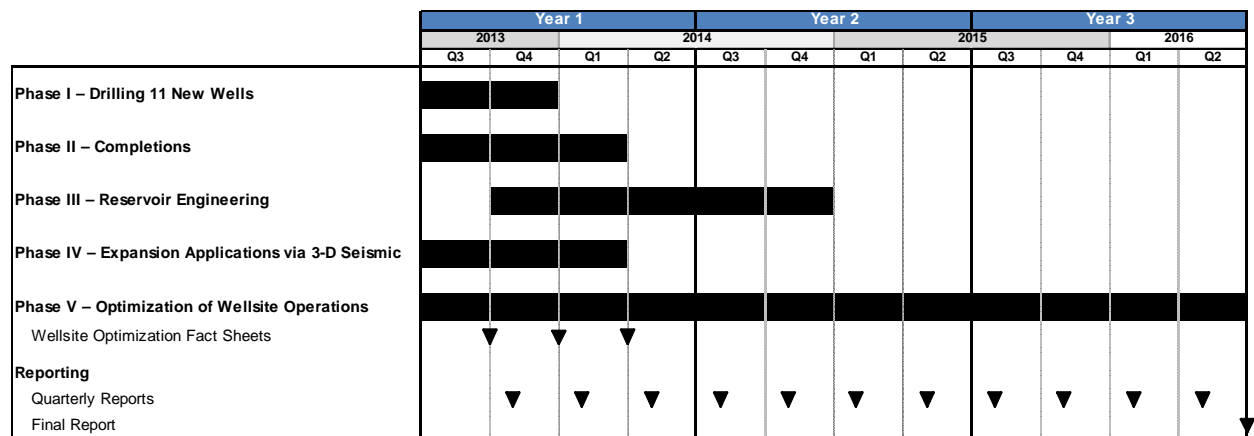 Year 1 Year 2 Year 3
2013 2014 2015 2016
Q3 Q4 Q1 Q2 Q3 Q4 Q1 Q2 Q3 Q4 Q1 Q2
Phase I – Drilling 11 New Wells
Phase II – Completions
Phase III – Reservoir Engineering
Phase IV – Expansion Applications via 3-D Seismic
Phase V – Optimization of Wellsite Operations
Wellsite Optimization Fact Sheets
Reporting
Quarterly Reports
Final Report